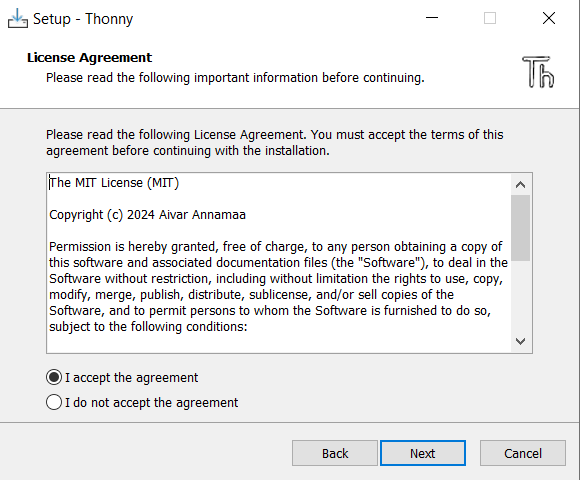 Setup - Thonny
License Agreement
Please read the following important information before continuing.
Th
Please read the following License Agreement. You must accept the terms of this
agreement before continuing with the installation.
The MIT License (MIT)
Copyright (c) 2024 Aivar Annamaa
Permission is hereby granted, free of charge, to any person obtaining a copy of
this software and associated documentation files (the "Software"), to deal in the
Software without restriction, including without limitation the rights to use, copy,
modify, merge, publish, distribute, sublicense, and/or sell copies of the
Software, and to permit persons to whom the Software is furnished to do so,
subject to the following conditions:
I accept the agreement
I do not accept the agreement
Back Next Cancel